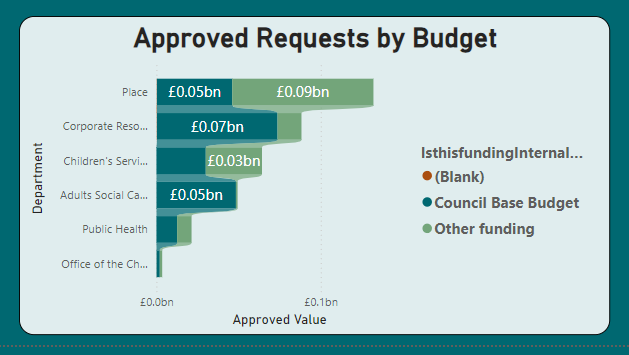 Approved Requests by Budget
Place
£0.05bn
£0.09bn
Corporate Reso...
£0.07bn
Children's Servi...
£0.03bn
Adults Social Ca...
£0.05bn
Public Health
Office of the Ch...
£0.0bn
£0.1bn
Approved Value
Department
IsthisfundingInternal...
(Blank)
Council Base Budget
Other funding